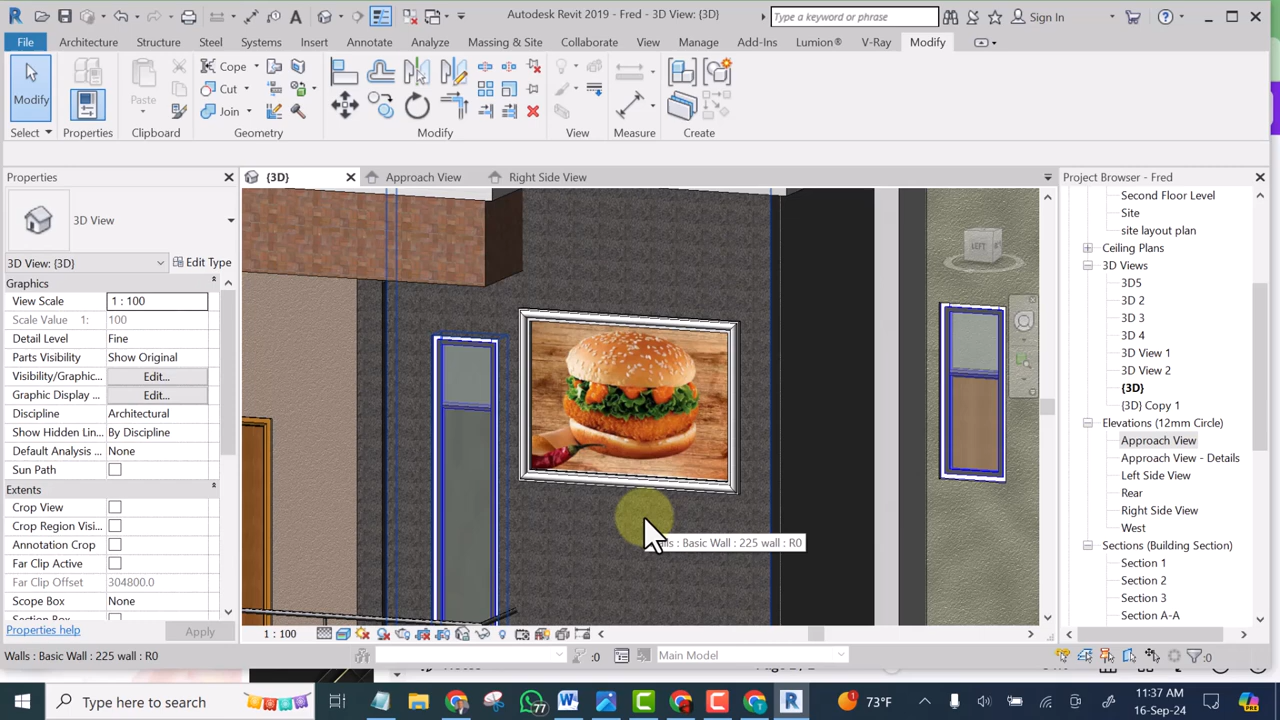 Autodesk Revit 2019 - Fred - 3D View: {3D}
Type a keyword or phrase
Sign In
File Architecture Structure Steel Systems Insert Annotate Analyze Massing & Site Collaborate View Manage Add-Ins Lumion® V-Ray Modify
Modify
Paste
Cope
Cut
Join
Select Properties Clipboard Geometry Modify View Measure Create
Properties
{3D} Approach View Right Side View
Project Browser - Fred
3D View
3D View: {3D} Edit Type
Graphics
View Scale 1 : 100
Scale Value 1: 100
Detail Level Fine
Parts Visibility Show Original
Visibility/Graphic... Edit...
Graphic Display ... Edit...
Discipline Architectural
Show Hidden Lin... By Discipline
Default Analysis ... None
Sun Path
Extents
Crop View
Crop Region Visi...
Annotation Crop
Far Clip Active
Far Clip Offset 304800.0
Scope Box None
Properties help Apply
LEFT
: Basic Wall : 225 wall : R0
Second Floor Level
Site
site layout plan
Ceiling Plans
3D Views
3D5
3D 2
3D 3
3D 4
3D View 1
3D View 2
{3D}
{3D} Copy 1
Elevations (12mm Circle)
Approach View
Approach View - Details
Left Side View
Rear
Right Side View
West
Sections (Building Section)
Section 1
Section 2
Section 3
Section A-A
1 : 100
Walls : Basic Wall : 225 wall : R0
:0
Main Model
:0
Type here to search
77
73°F
11:37 AM
16-Sep-24